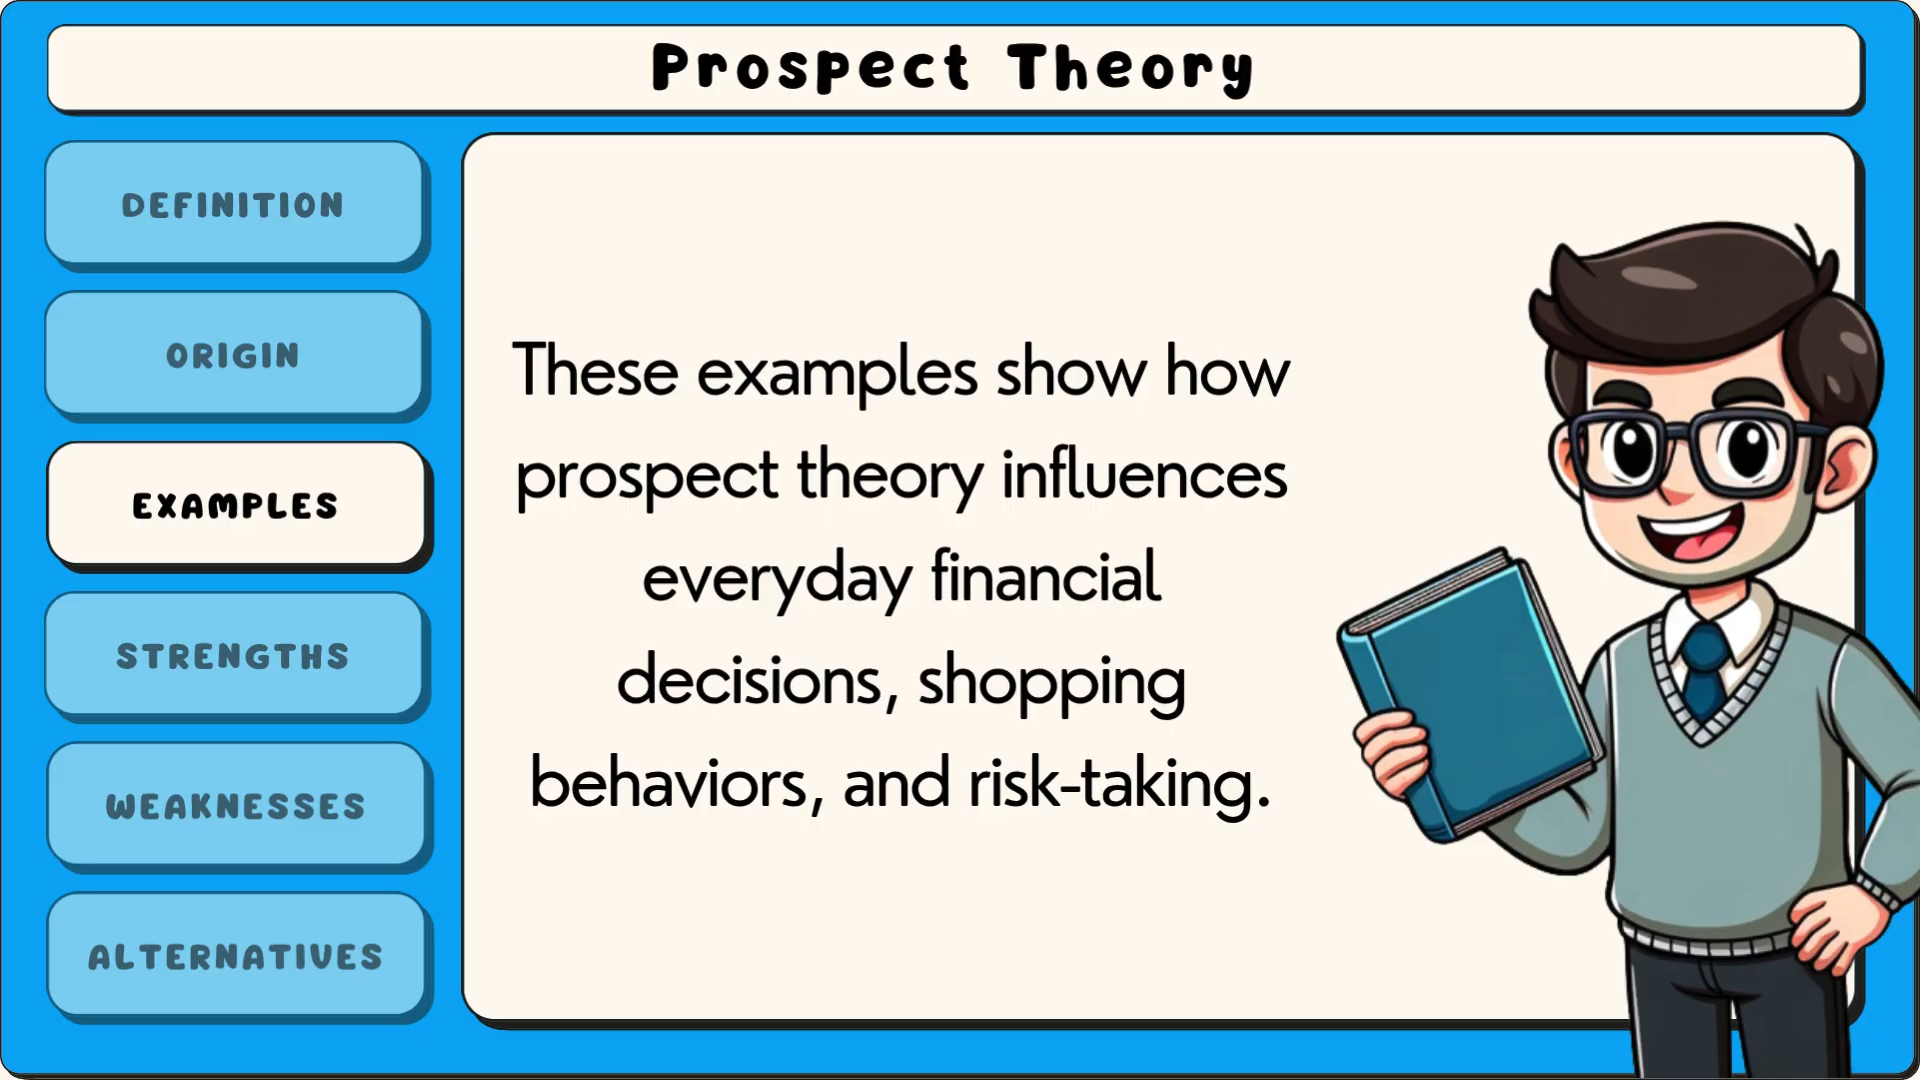 Prospect Theory
DEFINITION
ORIGIN
EXAMPLES
STRENGTHS
WEAKNESSES
ALTERNATIVES
These examples show how
prospect theory influences
everyday financial
decisions, shopping
behaviors, and risk-taking.